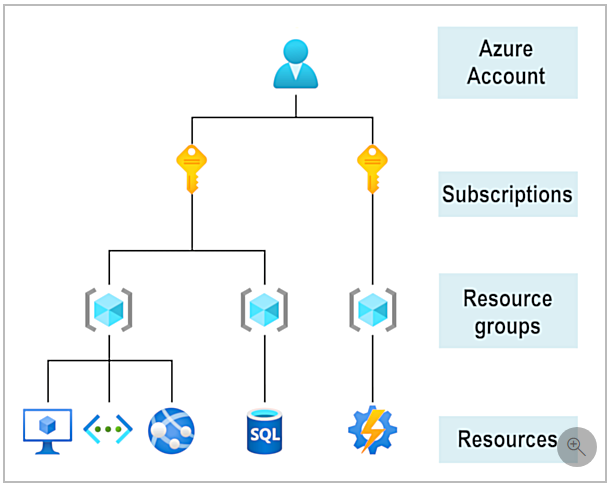 Azure
Account
Subscriptions
Resource
groups
SQL
Resources